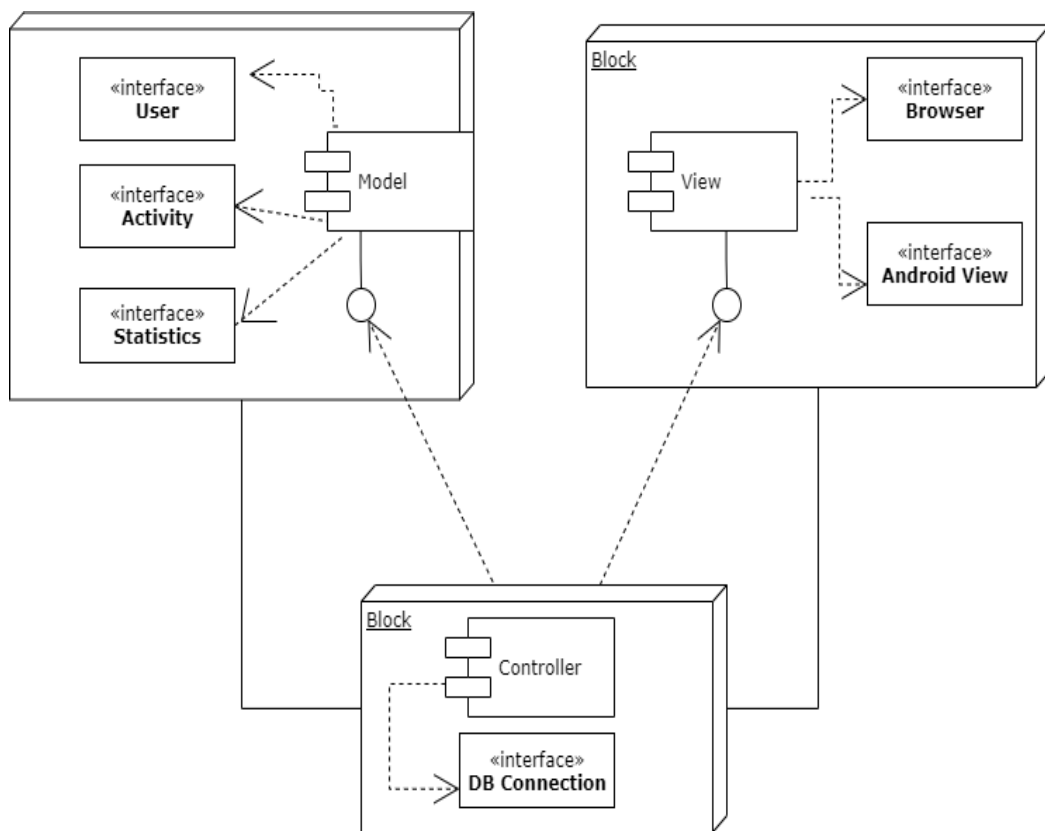 «interface»
User
«interface»
Activity
«interface»
Statistics
Model
Block
View
«interface»
Browser
«interface»
Android View
Block
Controller
«interface»
DB Connection